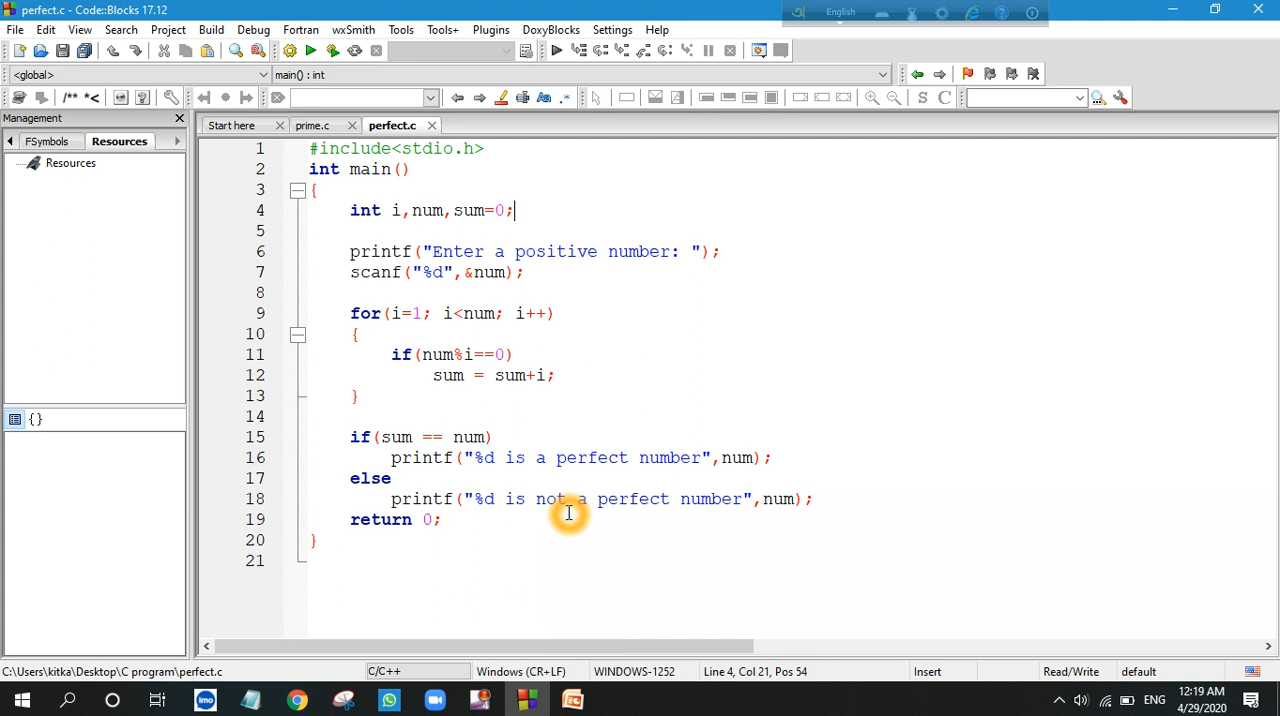 perfect.c - Code::Blocks 17.12
English
File Edit View Search Project Build Debug Fortran wxSmith Tools Tools+ Plugins DoxyBlocks Settings Help
<global> main() : int
/** *<
S C
Management
FSymbols Resources
Start here prime.c perfect.c
Resources
{}
1 #include<stdio.h>
2 int main()
3 {
4 int i,num,sum=0;
5
6 printf("Enter a positive number: ");
7 scanf("%d",&num);
8
9 for(i=1; i<num; i++)
10 {
11 if(num%i==0)
12 sum = sum+i;
13 }
14
15 if(sum == num)
16 printf("%d is a perfect number",num);
17 else
18 printf("%d is not a perfect number",num);
19 return 0;
20 }
21
C:\Users\kitka\Desktop\C program\perfect.c C/C++ Windows (CR+LF) WINDOWS-1252 Line 4, Col 21, Pos 54 Insert Read/Write default
imo
ENG
12:19 AM
4/29/2020